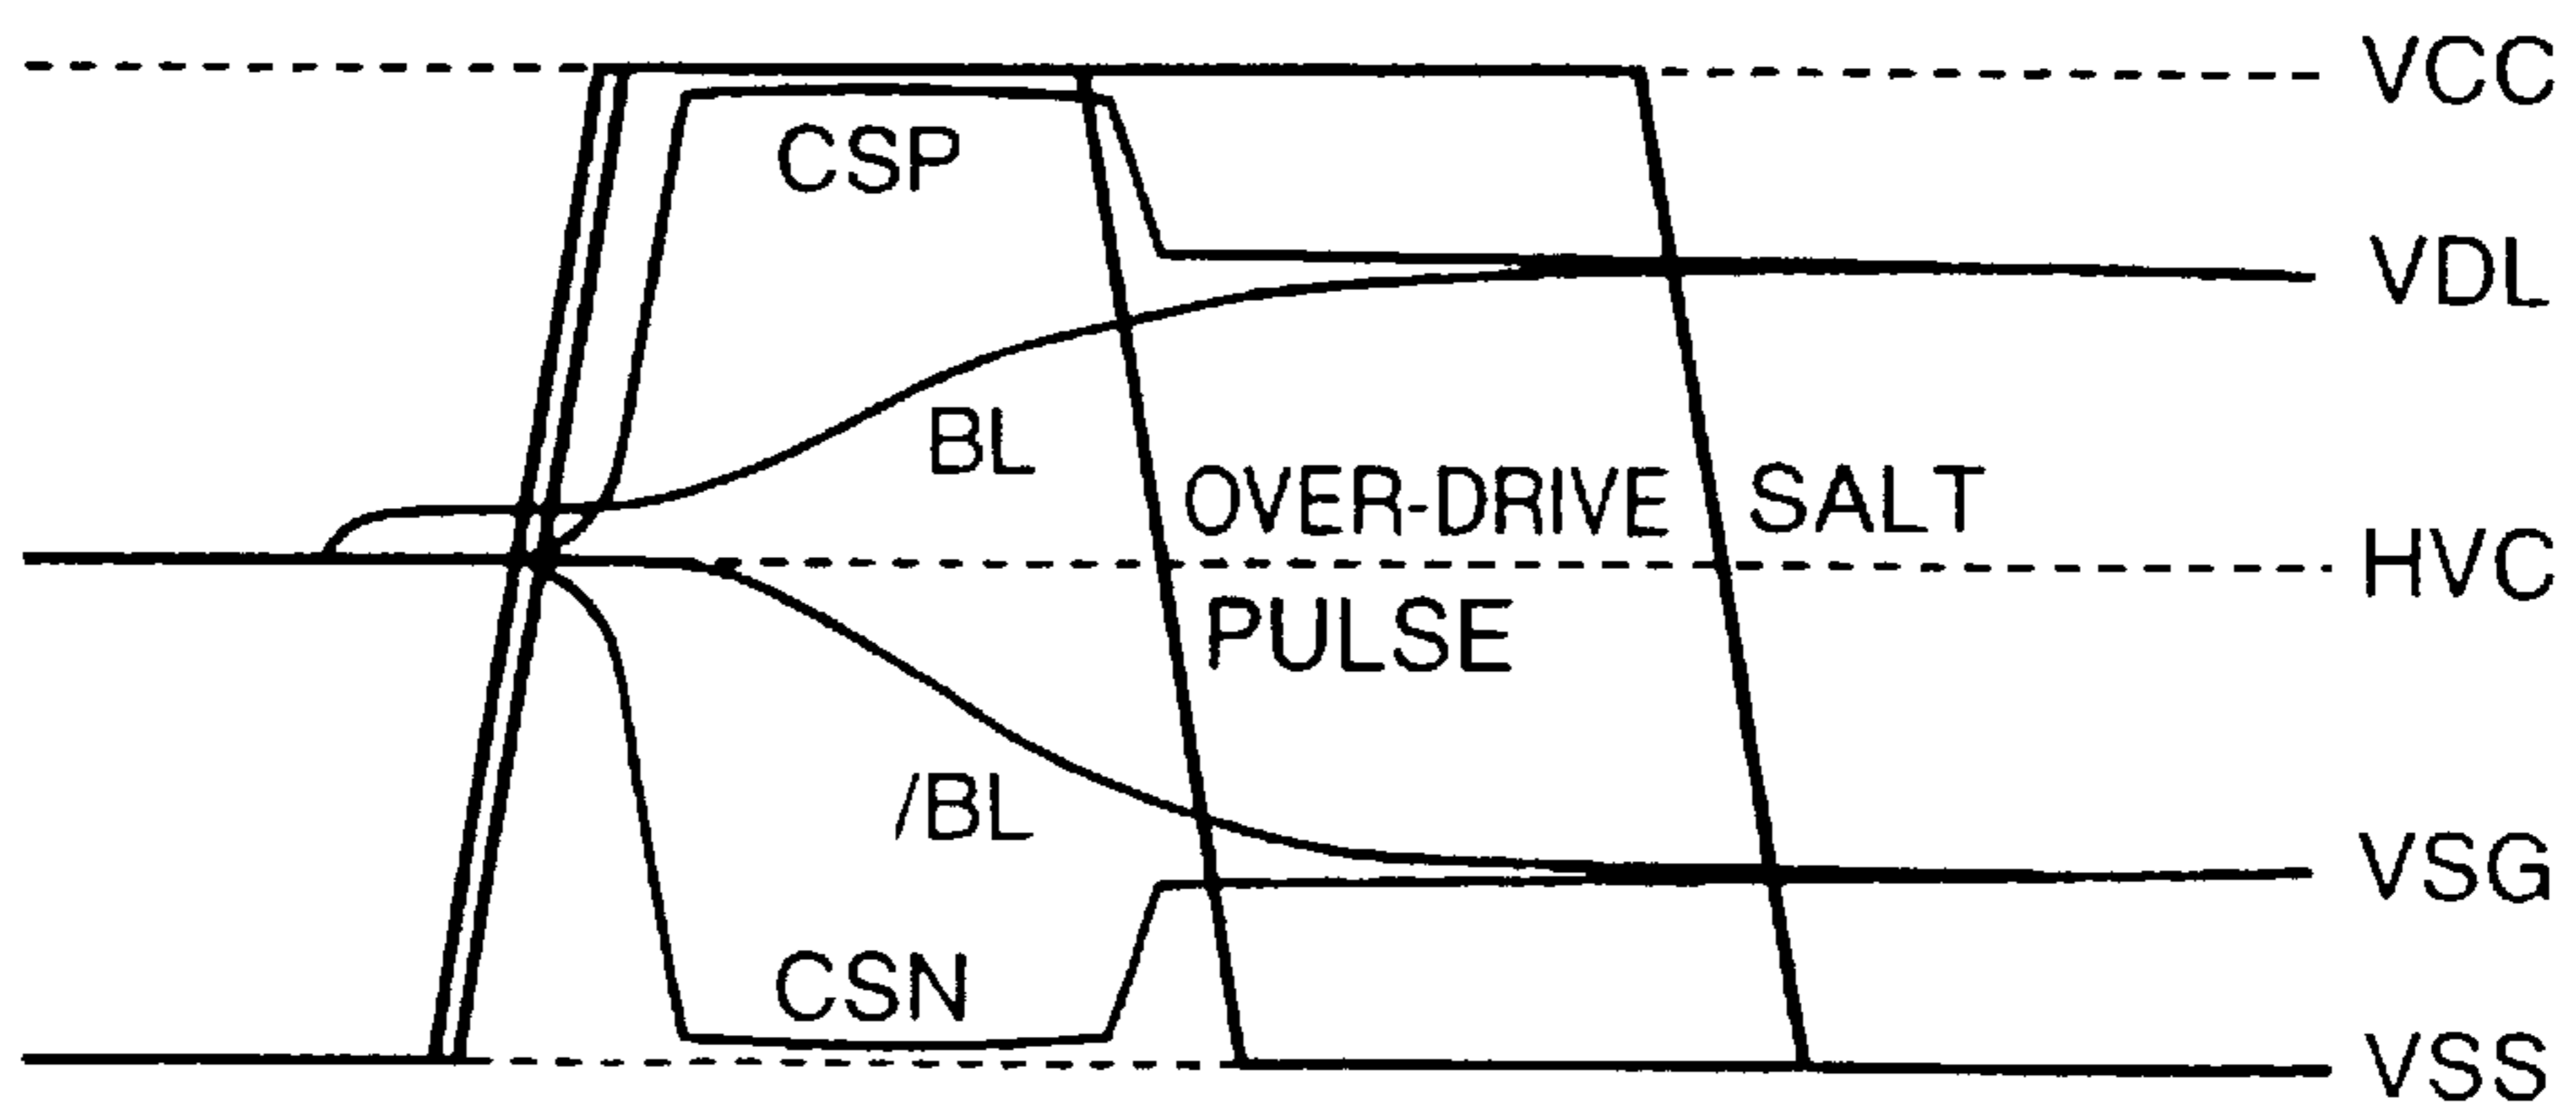 VCC
CSP
VDL
BL
OVER-DRIVE SALT
HVC
PULSE
/BL
VSG
CSN
VSS